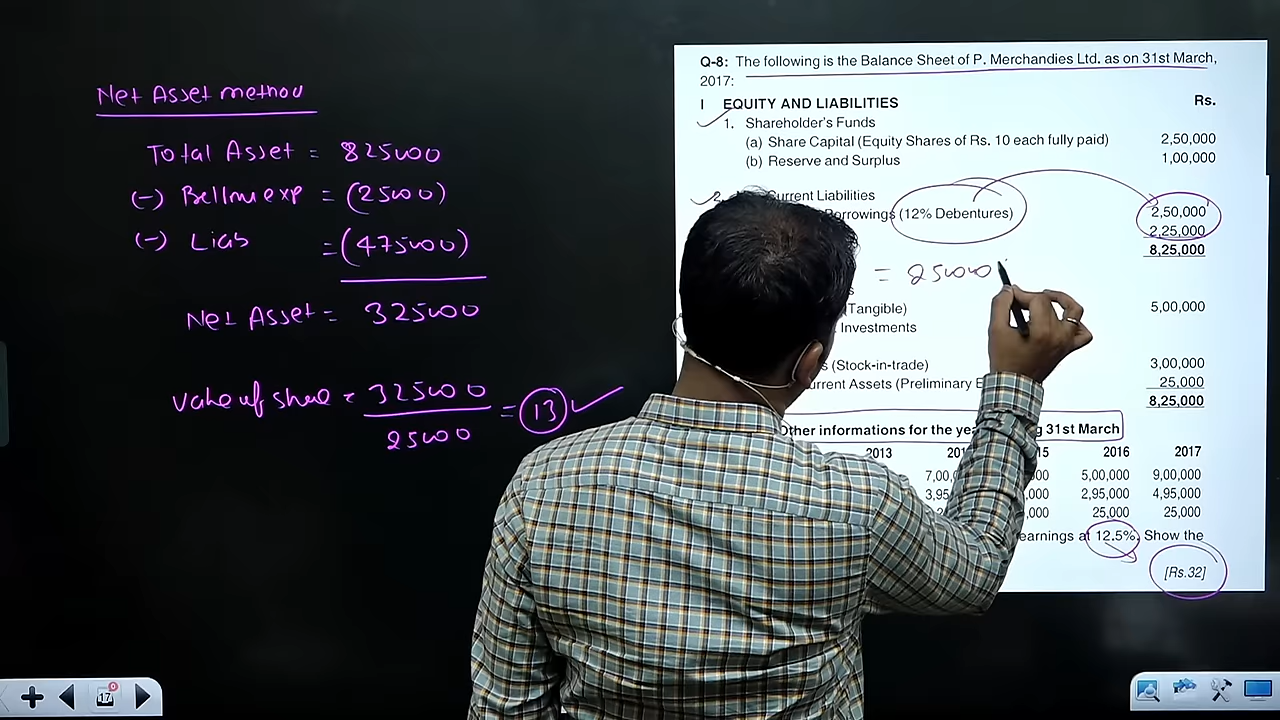 Net Asset method
Total Asset = 825000
(-) Bellow exp = (25000)
(-) Liab = (475000)
Net Asset = 325000
Value of share = 325000 / 25000 = 13
Q-8: The following is the Balance Sheet of P. Merchandies Ltd. as on 31st March,
2017:
I EQUITY AND LIABILITIES Rs.
1. Shareholder's Funds
(a) Share Capital (Equity Shares of Rs. 10 each fully paid) 2,50,000
(b) Reserve and Surplus 1,00,000
2. Current Liabilities
Borrowings (12% Debentures) 2,50,000
2,25,000
8,25,000
= 25000
(Tangible) 5,00,000
Investments
(Stock-in-trade) 3,00,000
Current Assets (Preliminary 25,000
8,25,000
Other informations for the 31st March
2013 2016 2017
5,00,000 9,00,000
2,95,000 4,95,000
25,000 25,000
earnings at 12.5%. Show the
[Rs.32]
17